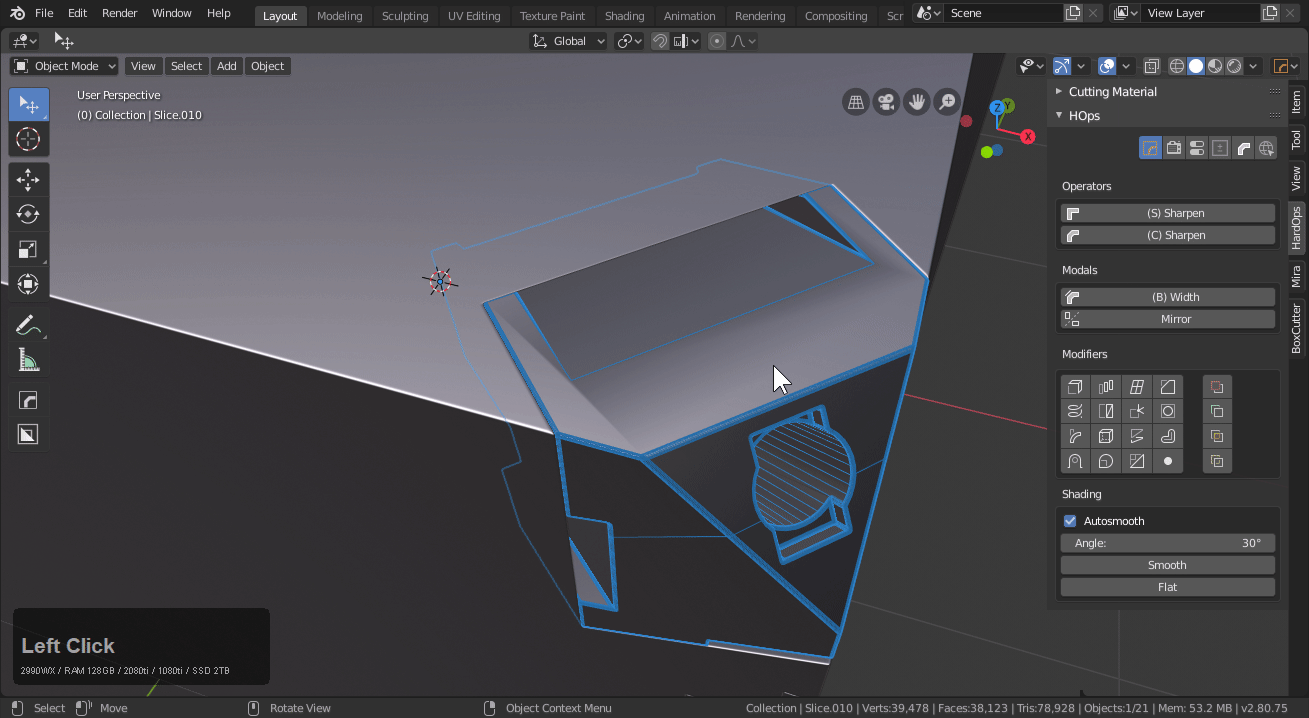 File Edit Render Window Help Layout Modeling Sculpting UV Editing Texture Paint Shading Animation Rendering Compositing Scr Scene View Layer
Global
Object Mode View Select Add Object
User Perspective
(0) Collection | Slice.010
Z Y X
Cutting Material
HOps
Operators
(S) Sharpen
(C) Sharpen
Modals
(B) Width
Mirror
Modifiers
Shading
Autosmooth
Angle: 30°
Smooth
Flat
Item
Tool
View
HardOps
Mira
BoxCutter
Left Click
2990WX / RAM 128GB / 2080ti / 1080ti / SSD 2TB
Select Move Rotate View Object Context Menu Collection | Slice.010 | Verts:39,478 | Faces:38,123 | Tris:78,928 | Objects:1/21 | Mem: 53.2 MB | v2.80.75